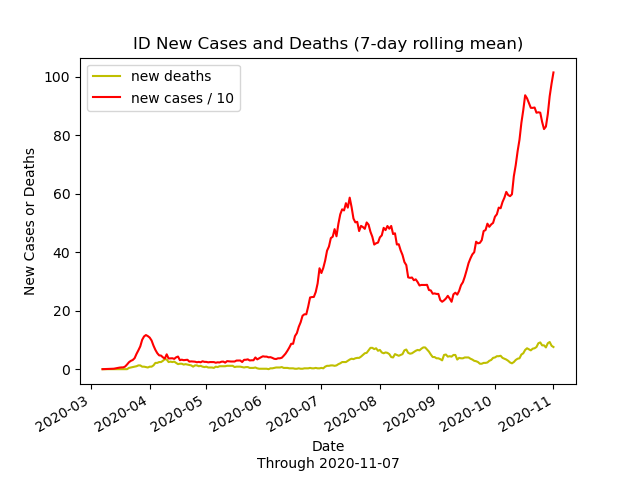 ID New Cases and Deaths (7-day rolling mean)
new deaths
new cases / 10
New Cases or Deaths
100
80
60
40
20
0
2020-03
2020-04
2020-05
2020-06
2020-07
2020-08
2020-09
2020-10
2020-11
Date
Through 2020-11-07